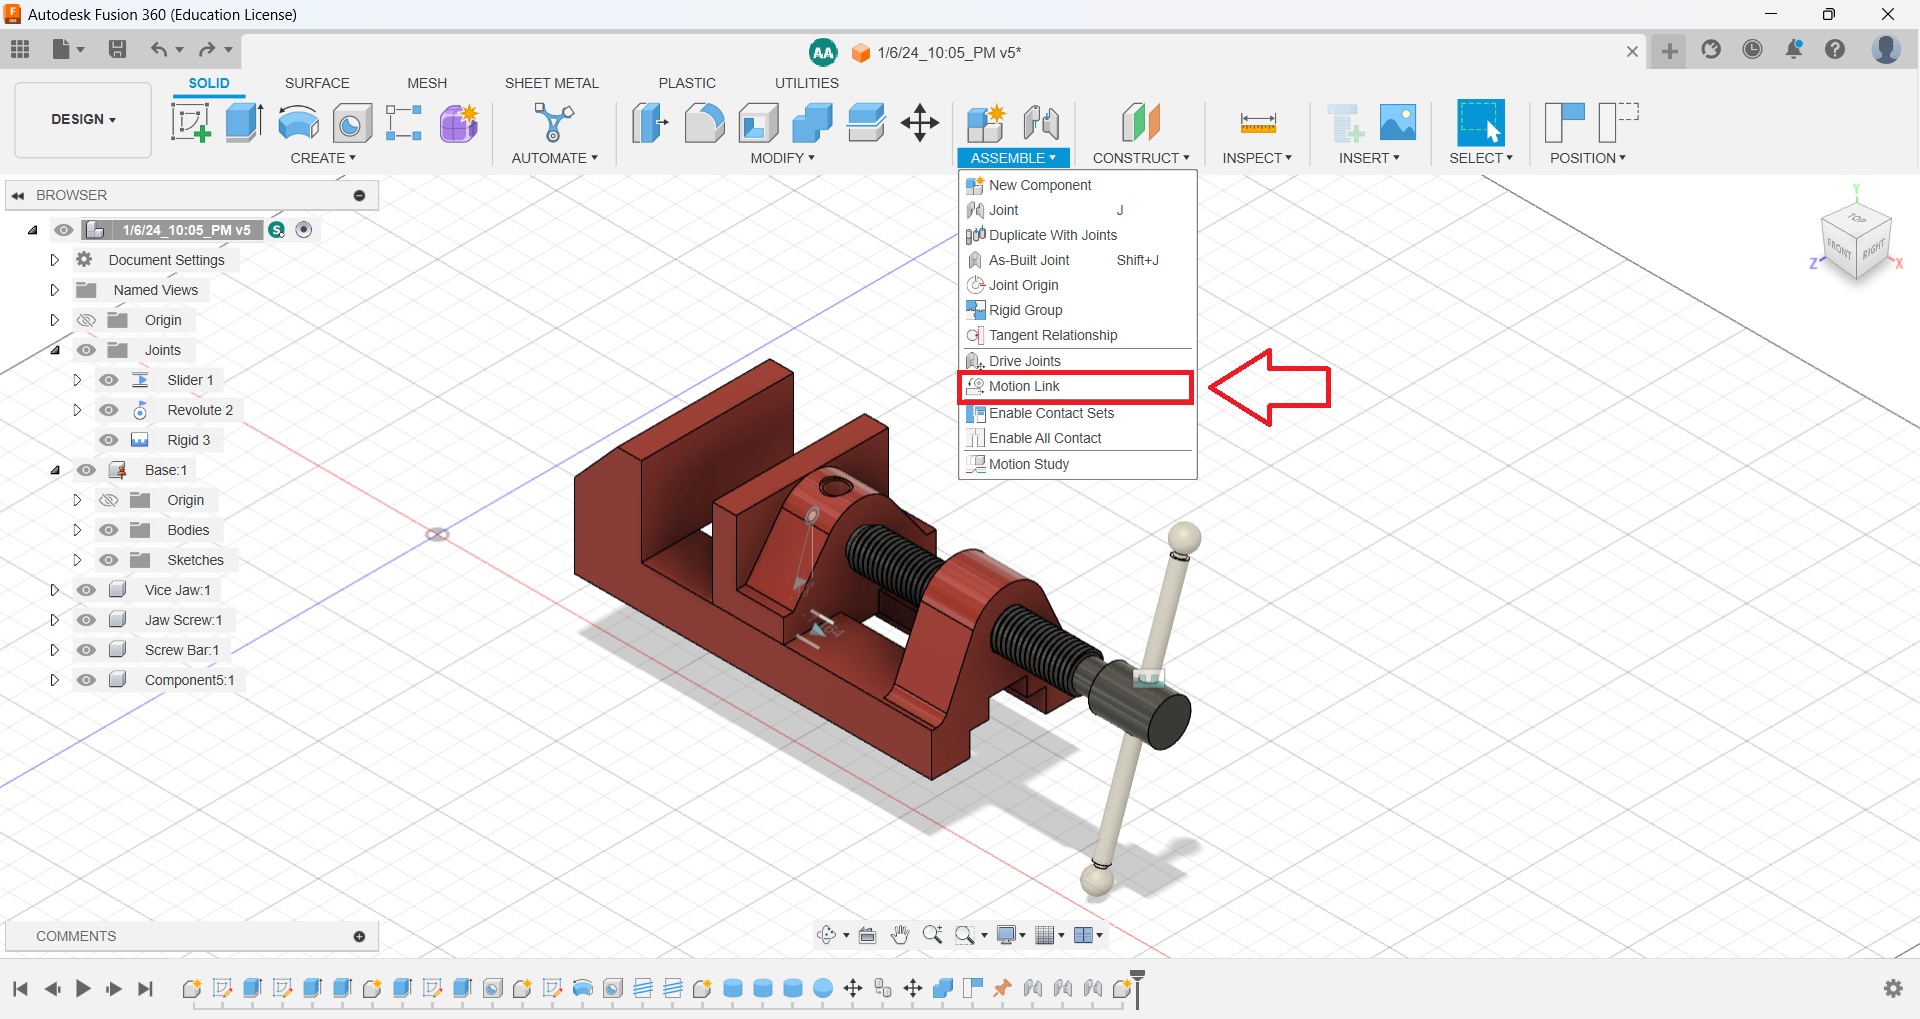 Autodesk Fusion 360 (Education License)
AA 1/6/24_10:05_PM v5*
DESIGN
SOLID SURFACE MESH SHEET METAL PLASTIC UTILITIES
CREATE AUTOMATE MODIFY ASSEMBLE CONSTRUCT INSPECT INSERT SELECT POSITION
BROWSER
1/6/24_10:05_PM v5 S
Document Settings
Named Views
Origin
Joints
Slider 1
Revolute 2
Rigid 3
Base:1
Origin
Bodies
Sketches
Vice Jaw:1
Jaw Screw:1
Screw Bar:1
Component5:1
New Component
Joint J
Duplicate With Joints
As-Built Joint Shift+J
Joint Origin
Rigid Group
Tangent Relationship
Drive Joints
Motion Link
Enable Contact Sets
Enable All Contact
Motion Study
Y
TOP
FRONT RIGHT
Z X
COMMENTS